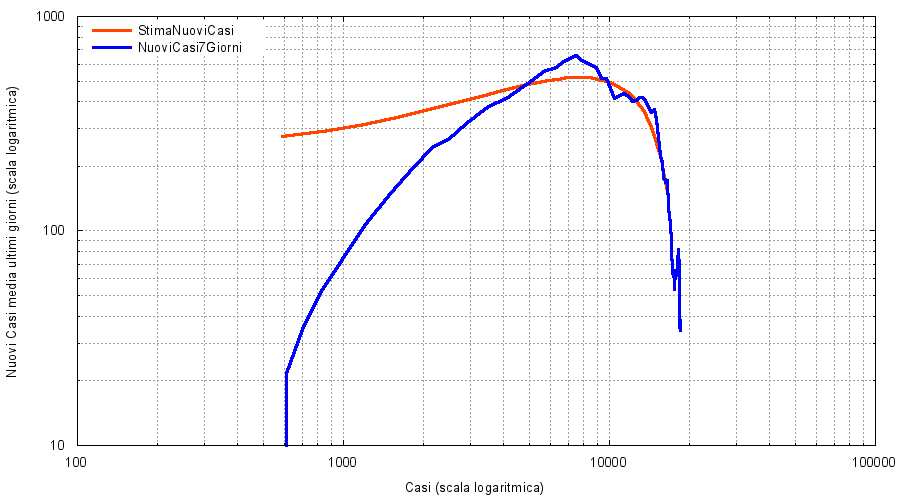 1000
StimaNuoviCasi
NuoviCasi7Giorni
Nuovi Casi media ultimi giorni (scala logaritmica)
100
10
100 1000 10000 100000
Casi (scala logaritmica)